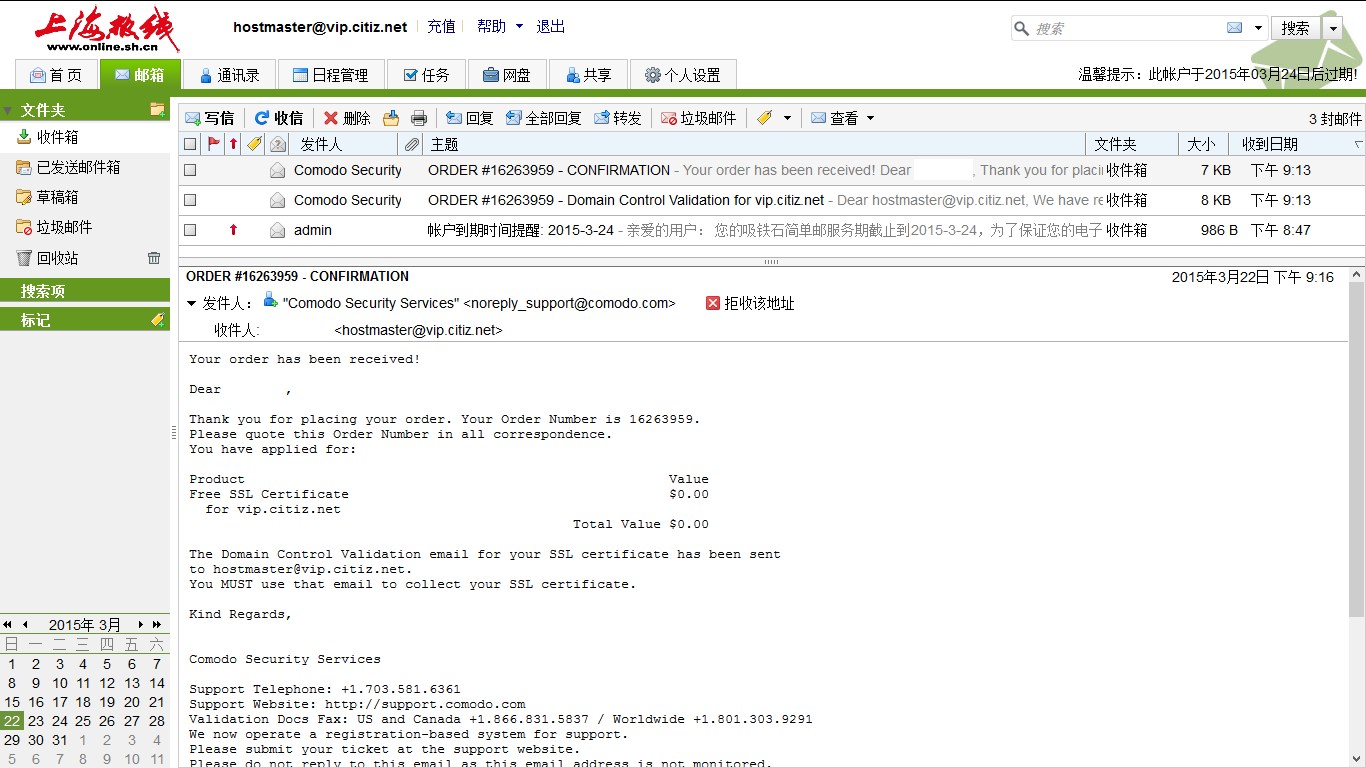 上海热线
www.online.sh.cn
hostmaster@vip.citiz.net 充值 帮助 退出
搜索 搜索
首页 邮箱 通讯录 日程管理 任务 网盘 共享 个人设置
温馨提示：此帐户于2015年03月24日后过期!
文件夹
收件箱
已发送邮件箱
草稿箱
垃圾邮件
回收站
搜索项
标记
写信 收信 删除 回复 全部回复 转发 垃圾邮件 查看 3 封邮件
发件人 主题 文件夹 大小 收到日期
Comodo Security ORDER #16263959 - CONFIRMATION - Your order has been received! Dear , Thank you for placi 收件箱 7 KB 下午 9:13
Comodo Security ORDER #16263959 - Domain Control Validation for vip.citiz.net - Dear hostmaster@vip.citiz.net, We have re 收件箱 8 KB 下午 9:13
admin 帐户到期时间提醒: 2015-3-24 - 亲爱的用户： 您的吸铁石简单邮服务期截止到2015-3-24，为了保证您的电子 收件箱 986 B 下午 8:47
ORDER #16263959 - CONFIRMATION 2015年3月22日 下午 9:16
发件人： "Comodo Security Services" <noreply_support@comodo.com> 拒收该地址
收件人: <hostmaster@vip.citiz.net>
Your order has been received!
Dear ,
Thank you for placing your order. Your Order Number is 16263959.
Please quote this Order Number in all correspondence.
You have applied for:
Product Value
Free SSL Certificate $0.00
for vip.citiz.net
Total Value $0.00
The Domain Control Validation email for your SSL certificate has been sent
to hostmaster@vip.citiz.net.
You MUST use that email to collect your SSL certificate.
Kind Regards,
Comodo Security Services
Support Telephone: +1.703.581.6361
Support Website: http://support.comodo.com
Validation Docs Fax: US and Canada +1.866.831.5837 / Worldwide +1.801.303.9291
We now operate a registration-based system for support.
Please submit your ticket at the support website.
Please do not reply to this email as this email address is not monitored.
2015年 3月
日 一 二 三 四 五 六
1 2 3 4 5 6 7
8 9 10 11 12 13 14
15 16 17 18 19 20 21
22 23 24 25 26 27 28
29 30 31 1 2 3 4
5 6 7 8 9 10 11